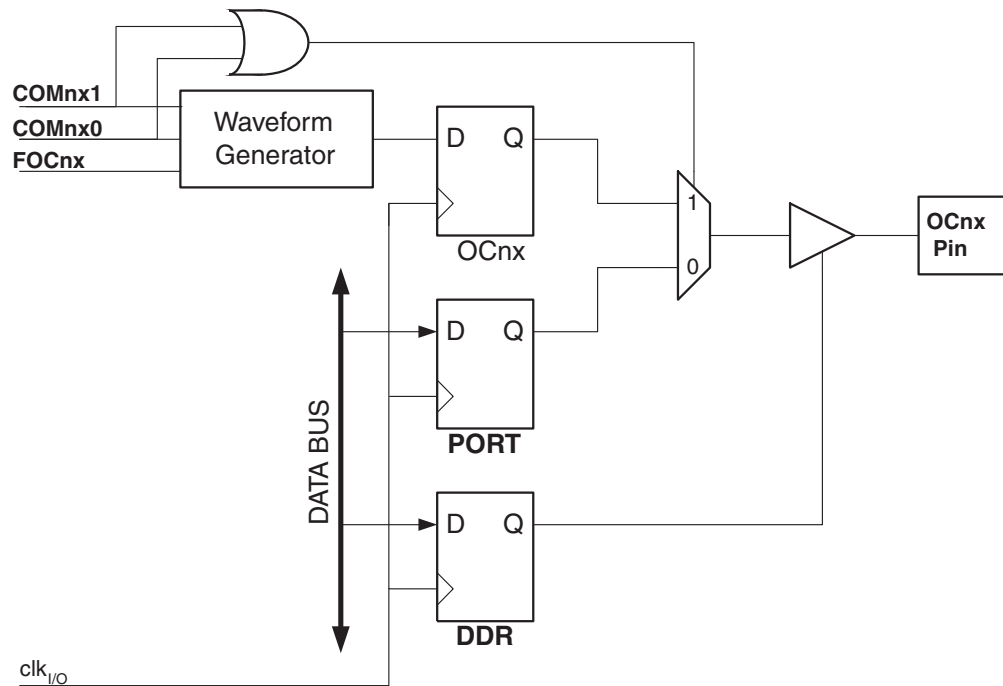 COMnx1
COMnx0
FOCnx
Waveform
Generator
D Q
OCnx
1
0
OCnx
Pin
D Q
PORT
DATA BUS
D Q
DDR
clkI/O